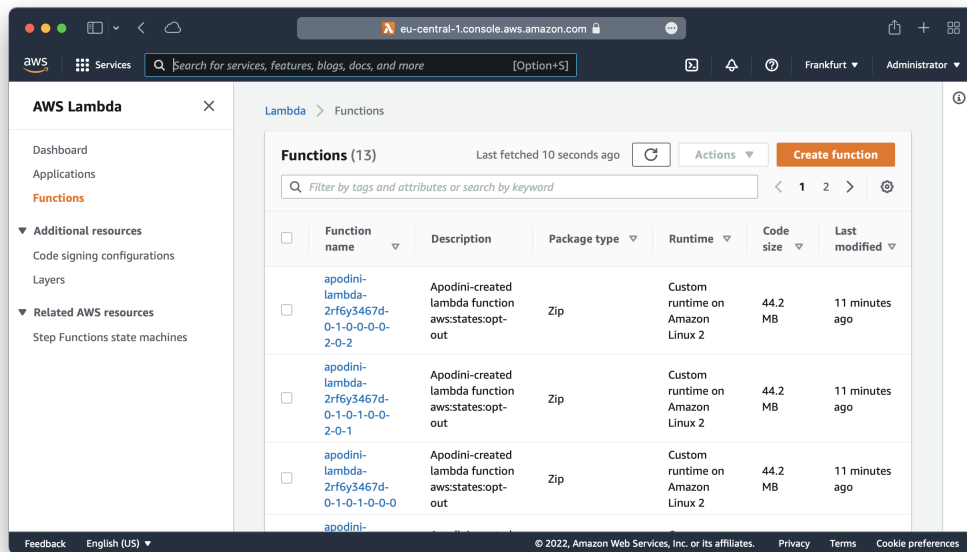 eu-central-1.console.aws.amazon.com
aws
Services
Search for services, features, blogs, docs, and more
[Option+S]
Frankfurt ▼
Administrator ▼
AWS Lambda
Dashboard
Applications
Functions
▼ Additional resources
Code signing configurations
Layers
▼ Related AWS resources
Step Functions state machines
Lambda > Functions
Functions (13)
Last fetched 10 seconds ago
Actions ▼
Create function
Filter by tags and attributes or search by keyword
< 1 2 >
Function
name
Description
Package type
Runtime
Code
size
Last
modified
apodini-
lambda-
2rf6y3467d-
0-1-0-0-0-
2-0-2
Apodini-created
lambda function
aws:states:opt-
out
Zip
Custom
runtime on
Amazon
Linux 2
44.2
MB
11 minutes
ago
apodini-
lambda-
2rf6y3467d-
0-1-0-1-0-0-
2-0-1
Apodini-created
lambda function
aws:states:opt-
out
Zip
Custom
runtime on
Amazon
Linux 2
44.2
MB
11 minutes
ago
apodini-
lambda-
2rf6y3467d-
0-1-0-1-0-0-0
Apodini-created
lambda function
aws:states:opt-
out
Zip
Custom
runtime on
Amazon
Linux 2
44.2
MB
11 minutes
ago
apodini-
Feedback
English (US) ▼
© 2022, Amazon Web Services, Inc. or its affiliates.
Privacy
Terms
Cookie preferences